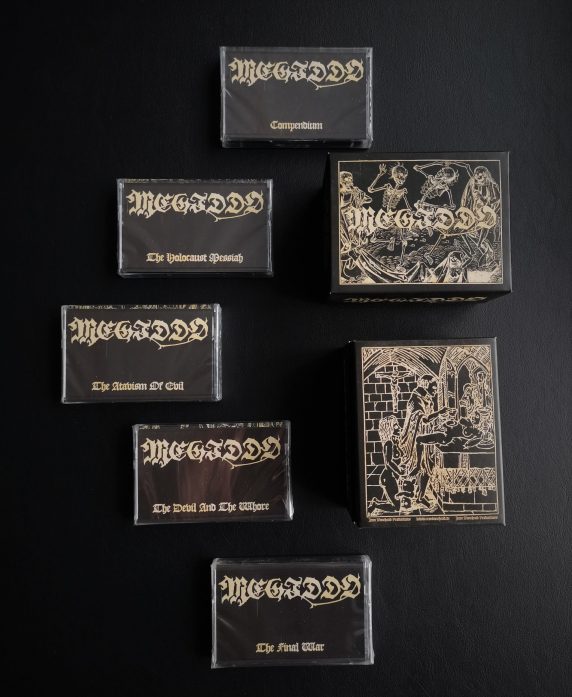 MEGIDDO
Compendium
MEGIDDO
The Holocaust Messiah
MEGIDDO
MEGIDDO
MEGIDDO
The Atavism Of Evil
MEGIDDO
The Devil And The Whore
MEGIDDO
The Final War